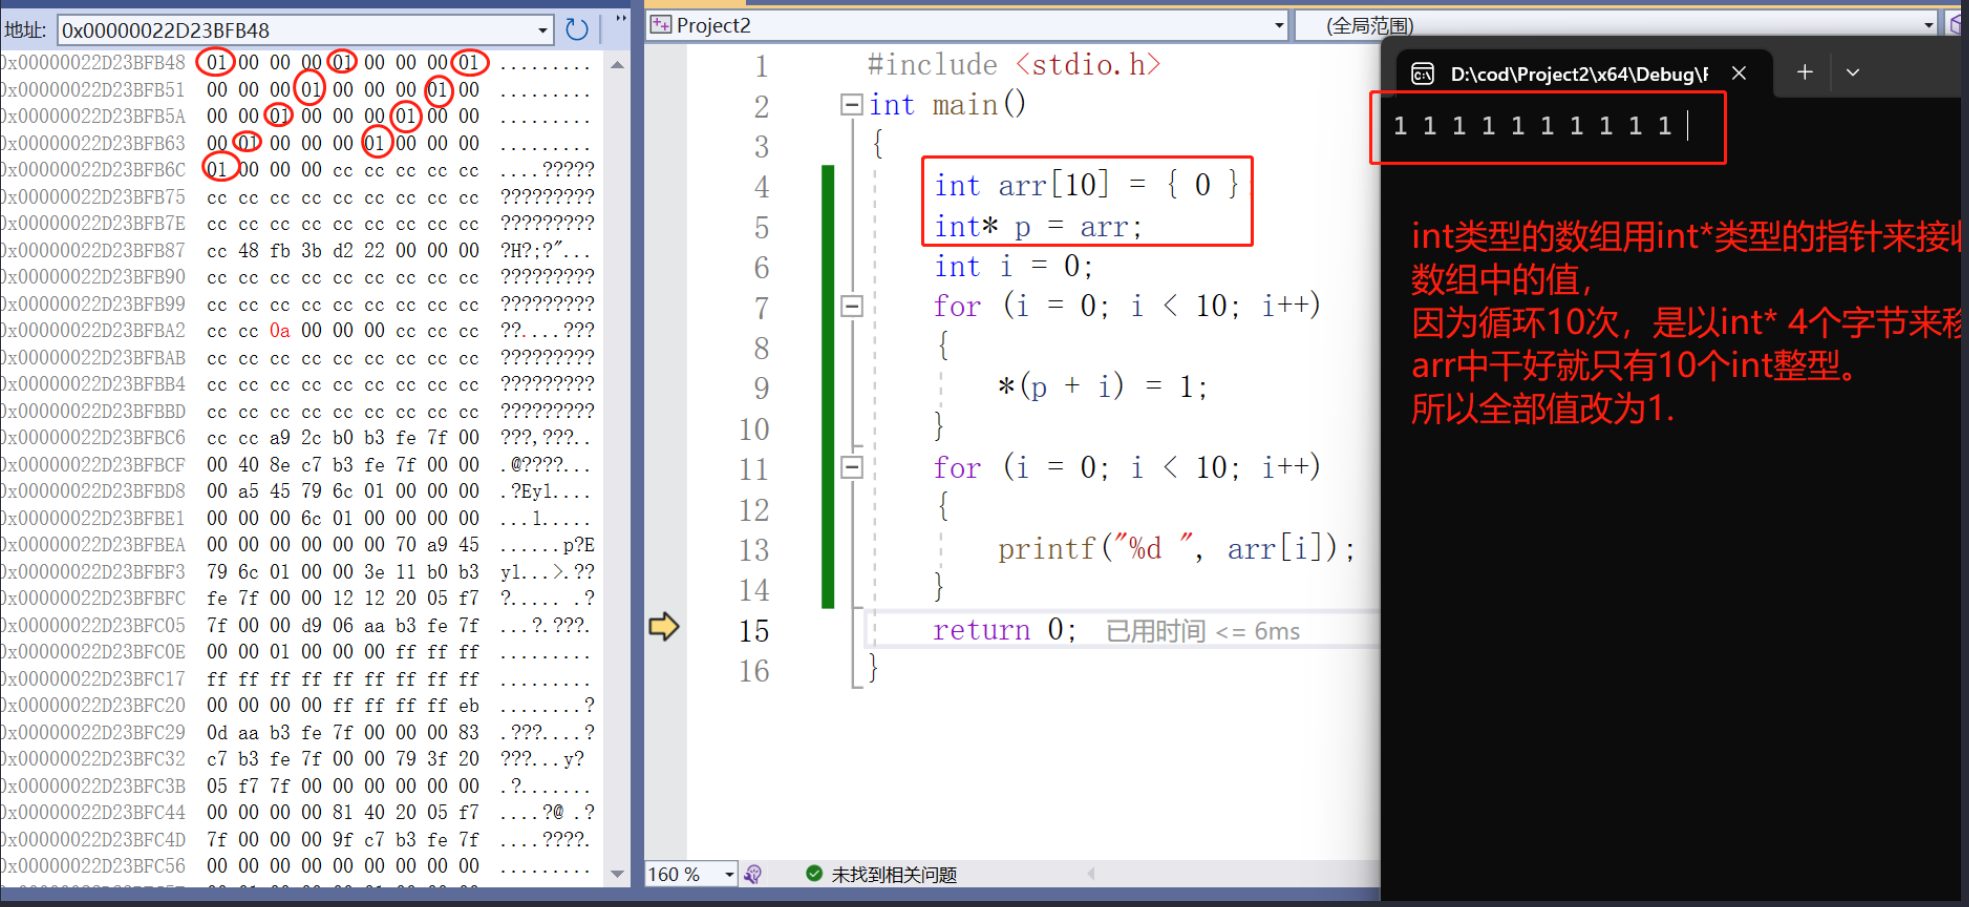 地址: 0x00000022D23BFB48
0x00000022D23BFB48 01 00 00 00 01 00 00 00 01 .........
0x00000022D23BFB51 00 00 00 01 00 00 00 01 00 .........
0x00000022D23BFB5A 00 00 01 00 00 00 01 00 00 .........
0x00000022D23BFB63 00 01 00 00 00 01 00 00 00 .........
0x00000022D23BFB6C 01 00 00 00 cc cc cc cc cc ....?????
0x00000022D23BFB75 cc cc cc cc cc cc cc cc cc ?????????
0x00000022D23BFB7E cc cc cc cc cc cc cc cc cc ?????????
0x00000022D23BFB87 cc 48 fb 3b d2 22 00 00 00 ?H?;?"...
0x00000022D23BFB90 cc cc cc cc cc cc cc cc cc ?????????
0x00000022D23BFB99 cc cc cc cc cc cc cc cc cc ?????????
0x00000022D23BFBA2 cc cc 0a 00 00 00 cc cc cc ??....???
0x00000022D23BFBAB cc cc cc cc cc cc cc cc cc ?????????
0x00000022D23BFBB4 cc cc cc cc cc cc cc cc cc ?????????
0x00000022D23BFBBD cc cc cc cc cc cc cc cc cc ?????????
0x00000022D23BFBC6 cc cc a9 2c b0 b3 fe 7f 00 ???,???..
0x00000022D23BFBCF 00 40 8e c7 b3 fe 7f 00 00 .@????...
0x00000022D23BFBD8 00 a5 45 79 6c 01 00 00 00 .?Eyl....
0x00000022D23BFBE1 00 00 00 6c 01 00 00 00 00 ...l.....
0x00000022D23BFBEA 00 00 00 00 00 00 70 a9 45 ......p?E
0x00000022D23BFBF3 79 6c 01 00 00 3e 11 b0 b3 yl...>.??
0x00000022D23BFBFC fe 7f 00 00 12 12 20 05 f7 ?..... .?
0x00000022D23BFC05 7f 00 00 d9 06 aa b3 fe 7f ...?.???.
0x00000022D23BFC0E 00 00 01 00 00 00 ff ff ff .........
0x00000022D23BFC17 ff ff ff ff ff ff ff ff ff .........
0x00000022D23BFC20 00 00 00 00 ff ff ff ff eb ........?
0x00000022D23BFC29 0d aa b3 fe 7f 00 00 00 83 .???....?
0x00000022D23BFC32 c7 b3 fe 7f 00 00 79 3f 20 ???...y?
0x00000022D23BFC3B 05 f7 7f 00 00 00 00 00 00 .?.......
0x00000022D23BFC44 00 00 00 00 81 40 20 05 f7 ....?@ .?
0x00000022D23BFC4D 7f 00 00 00 9f c7 b3 fe 7f ....????.
0x00000022D23BFC56 00 00 00 00 00 00 00 00 00 .........
Project2
(全局范围)
1 #include <stdio.h>
2 int main()
3 {
4 int arr[10] = { 0 }
5 int* p = arr;
6 int i = 0;
7 for (i = 0; i < 10; i++)
8 {
9 *(p + i) = 1;
10 }
11 for (i = 0; i < 10; i++)
12 {
13 printf("%d ", arr[i]);
14 }
15 return 0; 已用时间 <= 6ms
16 }
160 %
未找到相关问题
D:\cod\Project2\x64\Debug\F
1 1 1 1 1 1 1 1 1 1
int类型的数组用int*类型的指针来接收
数组中的值，
因为循环10次，是以int* 4个字节来移
arr中干好就只有10个int整型。
所以全部值改为1.